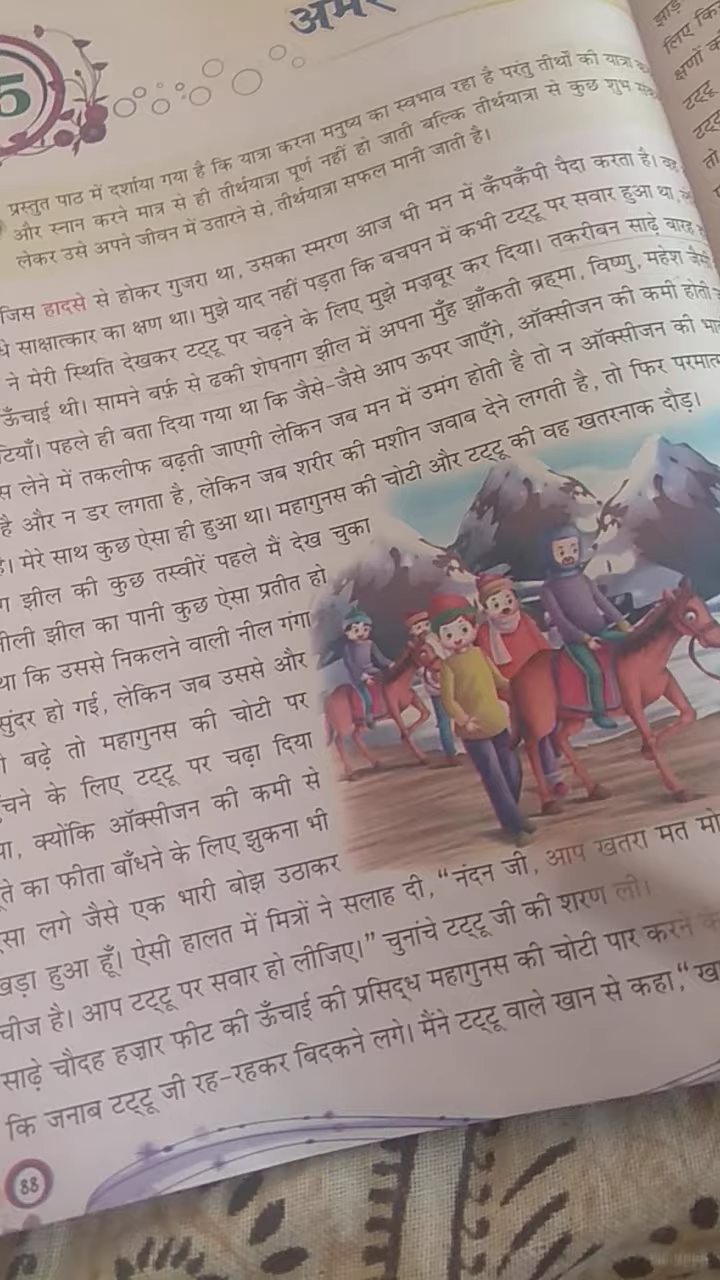 5
प्रस्तुत पाठ में दर्शाया गया है कि यात्रा करना मनुष्य का स्वभाव रहा है परंतु तीर्थों की यात्रा
और स्नान करने मात्र से ही तीर्थयात्रा पूर्ण नहीं हो जाती बल्कि तीर्थयात्रा से कुछ शुभ
लेकर उसे अपने जीवन में उतारने से, तीर्थयात्रा सफल मानी जाती है।
जिस हादसे से होकर गुजरा था, उसका स्मरण आज भी मन में कँपकँपी पैदा करता है। वह
साक्षात्कार का क्षण था। मुझे याद नहीं पड़ता कि बचपन में कभी टट्टू पर सवार हुआ था,
ने मेरी स्थिति देखकर टट्टू पर चढ़ने के लिए मुझे मज़बूर कर दिया। तकरीबन साढ़े बारह
ऊँचाई थी। सामने बर्फ़ से ढकी शेषनाग झील में अपना मुँह झाँकती ब्रह्मा, विष्णु, महेश जैसी
पहले ही बता दिया गया था कि जैसे-जैसे आप ऊपर जाएँगे, ऑक्सीजन की कमी होती
लेने में तकलीफ बढ़ती जाएगी लेकिन जब मन में उमंग होती है तो न ऑक्सीजन की
है और न डर लगता है, लेकिन जब शरीर की मशीन जवाब देने लगती है, तो फिर
मेरे साथ कुछ ऐसा ही हुआ था। महागुनस की चोटी और टट्टू की वह खतरनाक दौड़।
झील की कुछ तस्वीरें पहले मैं देख चुका
झील का पानी कुछ ऐसा प्रतीत हो
था कि उससे निकलने वाली नील गंगा
सुंदर हो गई, लेकिन जब उससे और
बढ़े तो महागुनस की चोटी पर
के लिए टट्टू पर चढ़ा दिया
क्योंकि ऑक्सीजन की कमी से
का फीता बाँधने के लिए झुकना भी
लगे जैसे एक भारी बोझ उठाकर
खड़ा हुआ हूँ। ऐसी हालत में मित्रों ने सलाह दी, “नंदन जी, आप खतरा मत
चीज है। आप टट्टू पर सवार हो लीजिए।” चुनांचे टट्टू जी की शरण ली।
साढ़े चौदह हज़ार फीट की ऊँचाई की प्रसिद्ध महागुनस की चोटी पार करने
कि जनाब टट्टू जी रह-रहकर बिदकने लगे। मैंने टट्टू वाले खान से कहा,
88
लिए
क्षणों
टट्टू
तो